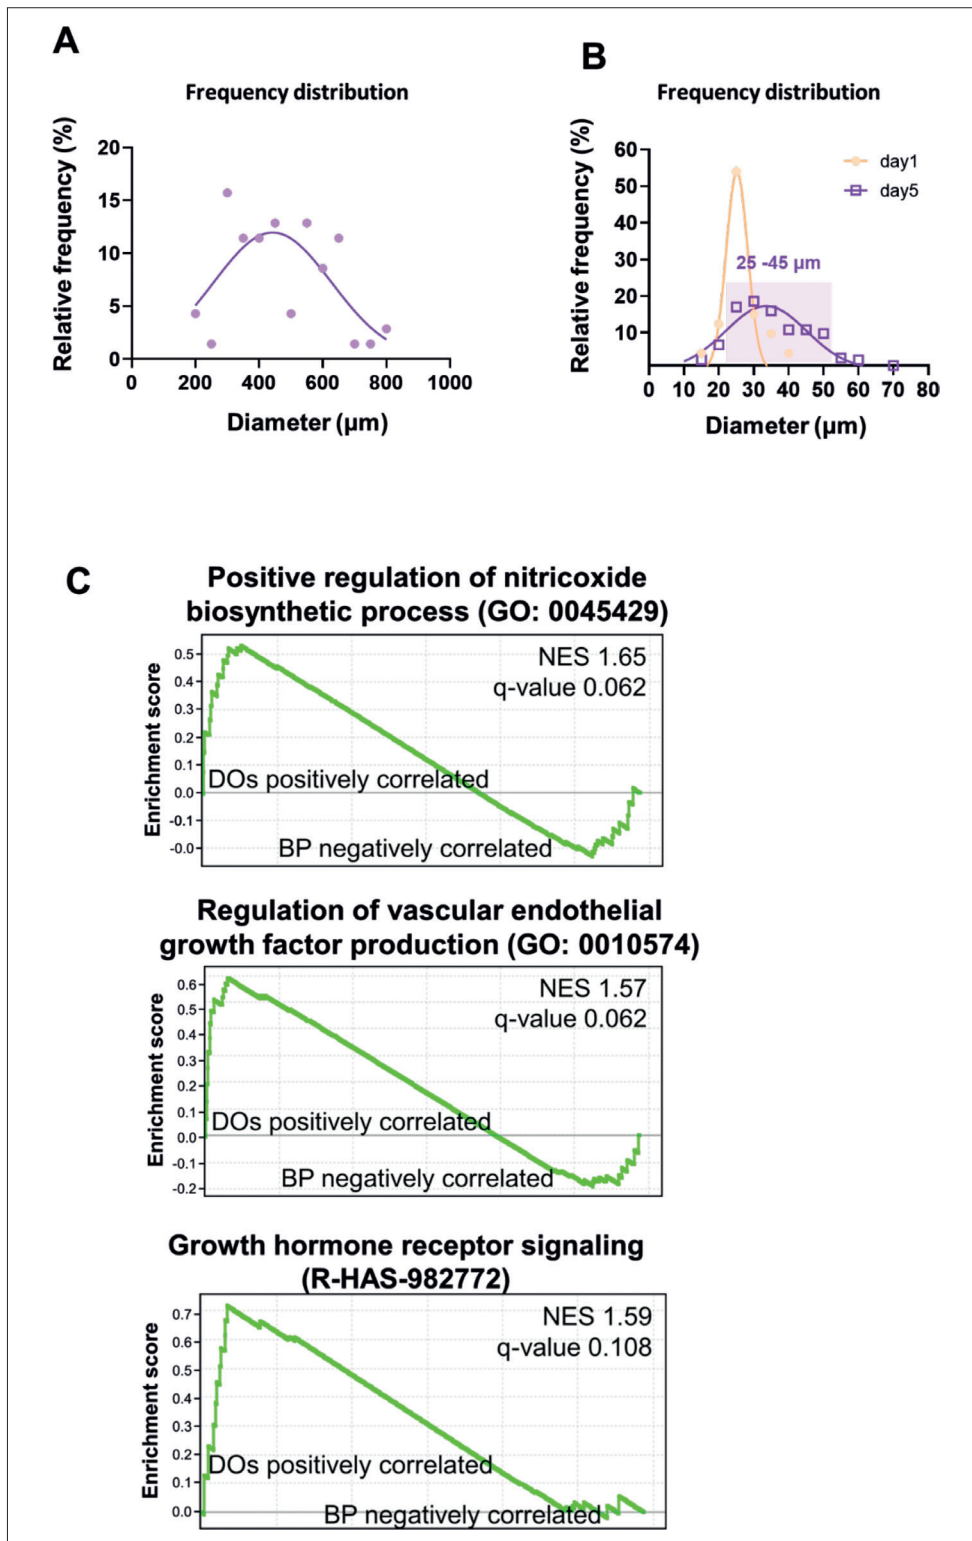 A
Frequency distribution
Relative frequency (%)
20
15
10
5
0
0 200 400 600 800 1000
Diameter (µm)
B
Frequency distribution
Relative frequency (%)
60
50
40
30
20
10
day1
day5
25 -45 µm
0 10 20 30 40 50 60 70 80
Diameter (µm)
C
Positive regulation of nitricoxide
biosynthetic process (GO: 0045429)
Enrichment score
0.5
0.4
0.3
0.2
0.1
0.0
-0.1
-0.0
NES 1.65
q-value 0.062
DOs positively correlated
BP negatively correlated
Regulation of vascular endothelial
growth factor production (GO: 0010574)
Enrichment score
0.6
0.5
0.4
0.3
0.2
0.1
0.0
-0.1
-0.2
NES 1.57
q-value 0.062
DOs positively correlated
BP negatively correlated
Growth hormone receptor signaling
(R-HAS-982772)
Enrichment score
0.7
0.6
0.5
0.4
0.3
0.2
0.1
0.0
NES 1.59
q-value 0.108
DOs positively correlated
BP negatively correlated